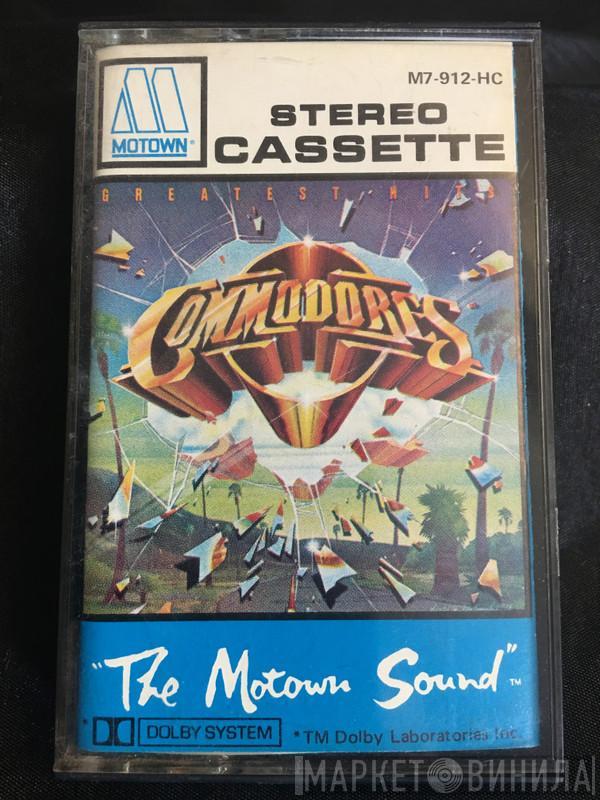 M7-912-HC
MOTOWN®
STEREO
CASSETTE
GREATEST HITS
COMMODORES
"The Motown Sound"™
*DOLBY SYSTEM *TM Dolby Laboratories Inc.
МАРКЕТ ВИНИЛА